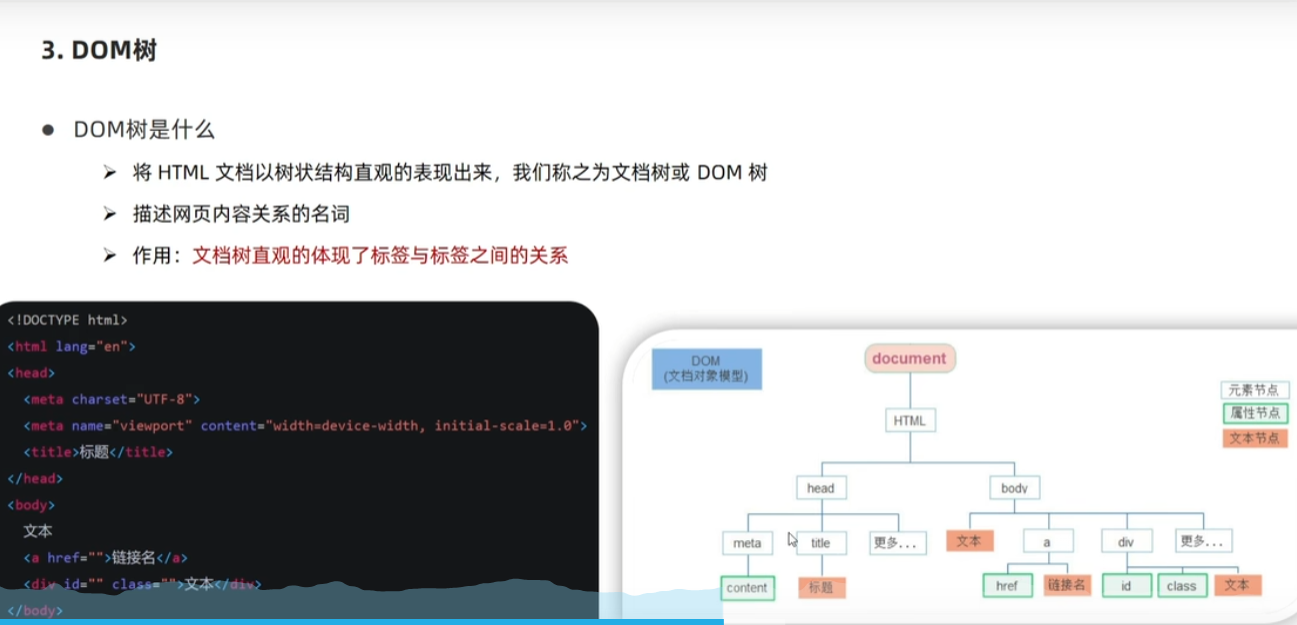 3. DOM树
● DOM树是什么
➢ 将 HTML 文档以树状结构直观的表现出来，我们称之为文档树或 DOM 树
➢ 描述网页内容关系的名词
➢ 作用：文档树直观的体现了标签与标签之间的关系
<!DOCTYPE html>
<html lang="en">
<head>
<meta charset="UTF-8">
<meta name="viewport" content="width=device-width, initial-scale=1.0">
<title>标题</title>
</head>
<body>
文本
<a href="">链接名</a>
<div id="" class="">文本</div>
</body>
DOM
(文档对象模型)
document
元素节点
属性节点
文本节点
HTML
head
body
meta
title
更多...
文本
a
div
更多...
content
标题
href
链接名
id
class
文本